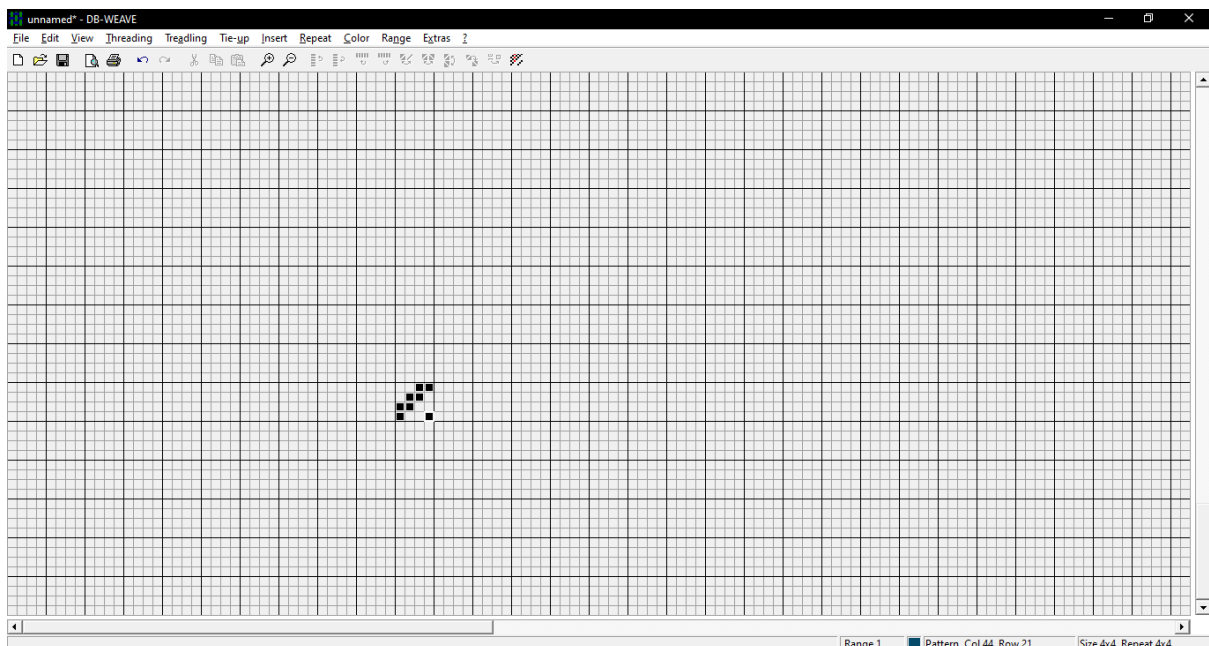 unnamed* - DB-WEAVE
File Edit View Threading Treadling Tie-up Insert Repeat Color Range Extras ?
Range 1 Pattern Col 44, Row 21 Size 4x4, Repeat 4x4